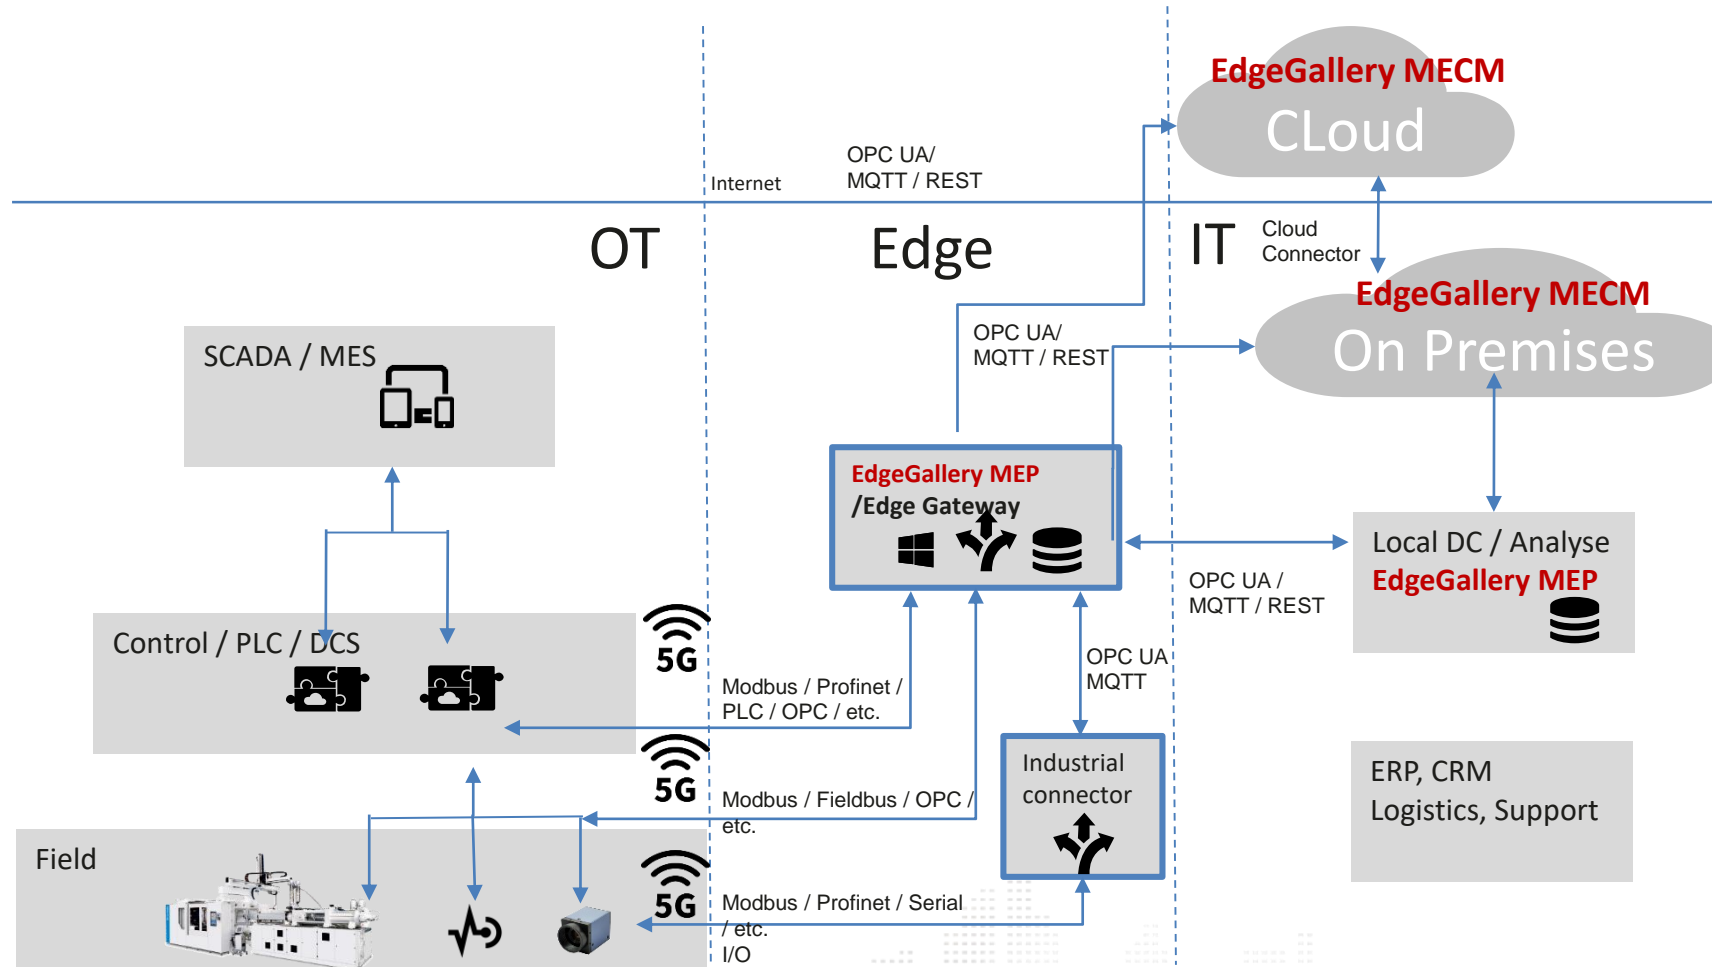 EdgeGallery MECM
CLoud
OPC UA/
MQTT / REST
Internet
OT
Edge
IT
Cloud
Connector
EdgeGallery MECM
On Premises
OPC UA/
MQTT / REST
SCADA / MES
EdgeGallery MEP
/Edge Gateway
Local DC / Analyse
EdgeGallery MEP
OPC UA /
MQTT / REST
Control / PLC / DCS
5G
OPC UA
MQTT
Modbus / Profinet /
PLC / OPC / etc.
5G
Industrial
connector
ERP, CRM
Logistics, Support
Modbus / Fieldbus / OPC /
etc.
Field
5G
Modbus / Profinet / Serial
/ etc.
I/O